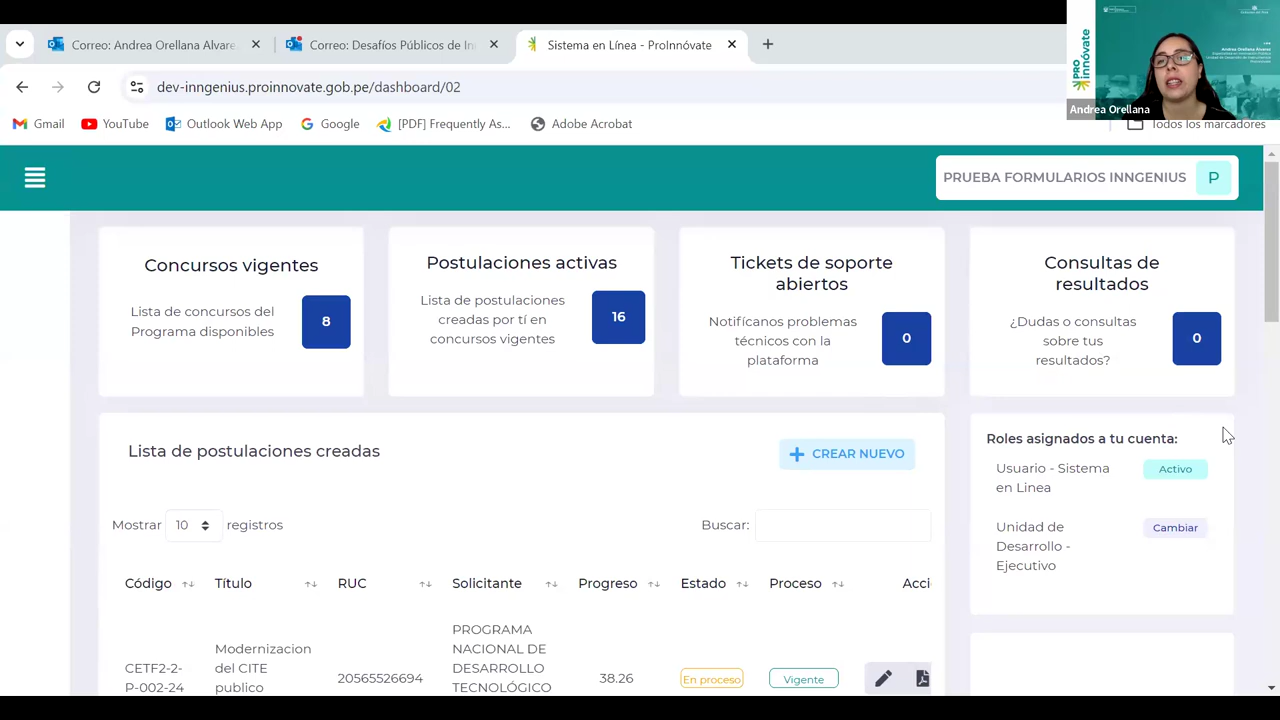 Correo: Andrea Orellana Alvare
Correo: Desafíos Públicos de In
Sistema en Línea - ProInnóvate
dev-inngenius.proinnovate.gob.pe/dashboard/02
Gmail
YouTube
Outlook Web App
Google
Adobe Acrobat
Todos los marcadores
PRO
innóvate
Andrea Orellana Álvarez
Andrea Orellana
PRUEBA FORMULARIOS INNGENIUS P
Concursos vigentes
Lista de concursos del
Programa disponibles
8
Postulaciones activas
Lista de postulaciones
creadas por tí en
concursos vigentes
16
Tickets de soporte
abiertos
Notifícanos problemas
técnicos con la
plataforma
0
Consultas de
resultados
¿Dudas o consultas
sobre tus
resultados?
0
Lista de postulaciones creadas
CREAR NUEVO
Mostrar 10 registros
Buscar:
Código Título RUC Solicitante Progreso Estado Proceso Acci
CETF2-2-
P-002-24
Modernizacion
del CITE
publico
20565526694
PROGRAMA
NACIONAL DE
DESARROLLO
TECNOLÓGICO
38.26
En proceso
Vigente
Roles asignados a tu cuenta:
Usuario - Sistema
en Linea
Activo
Unidad de
Desarrollo -
Ejecutivo
Cambiar